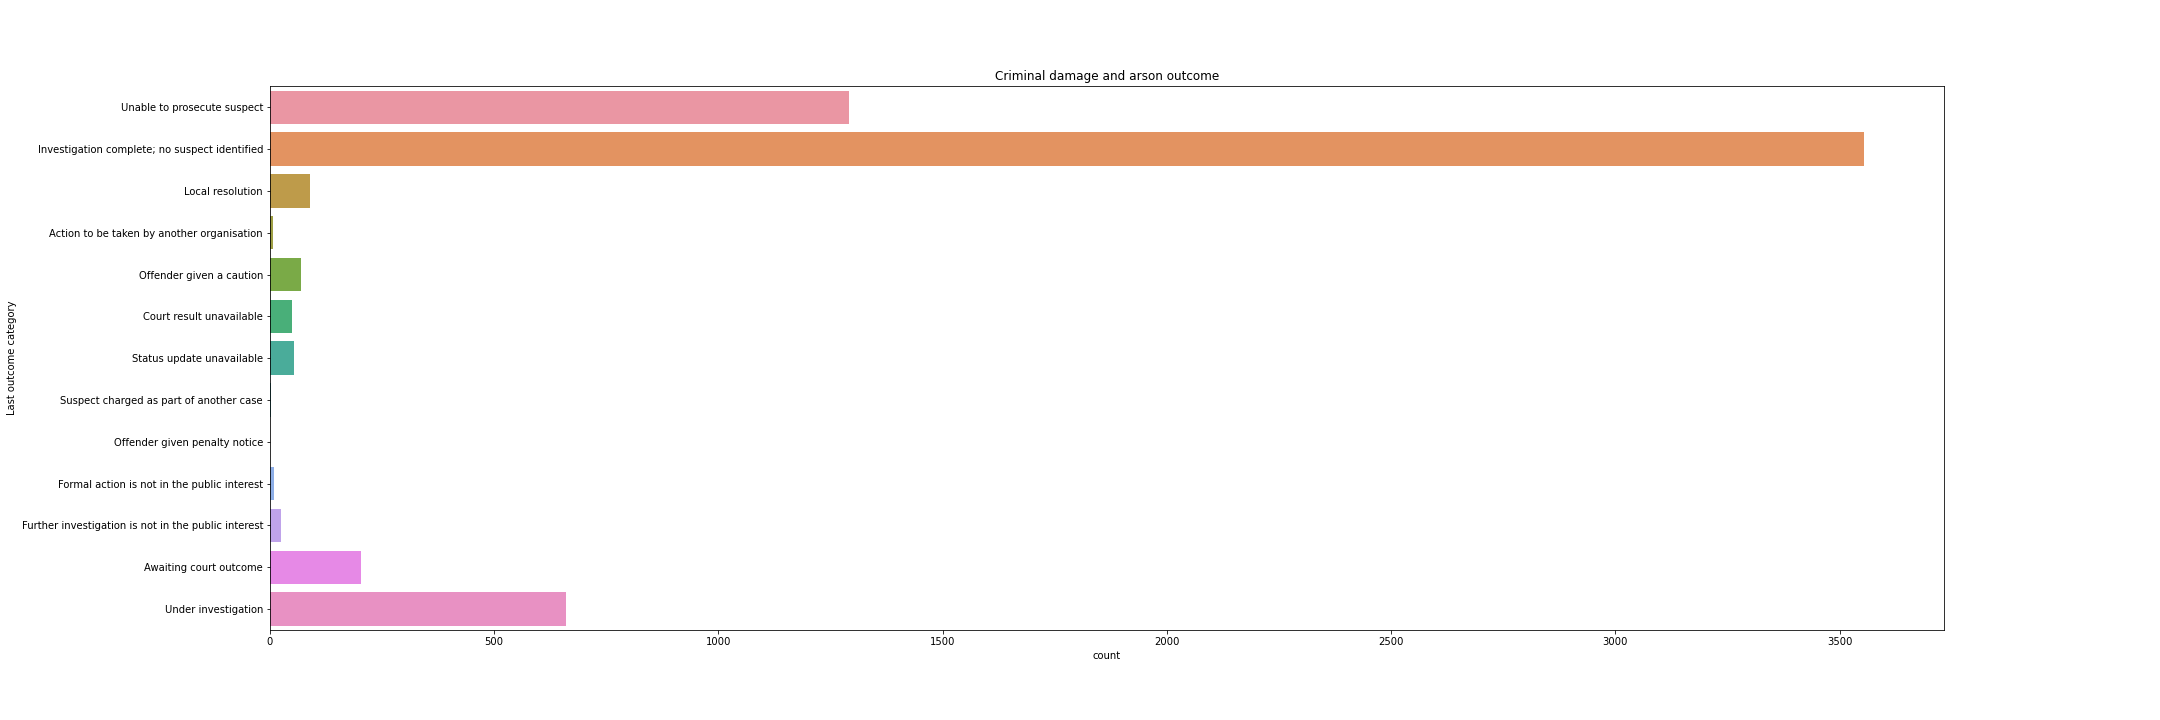 Criminal damage and arson outcome
Last outcome category
Unable to prosecute suspect
Investigation complete; no suspect identified
Local resolution
Action to be taken by another organisation
Offender given a caution
Court result unavailable
Status update unavailable
Suspect charged as part of another case
Offender given penalty notice
Formal action is not in the public interest
Further investigation is not in the public interest
Awaiting court outcome
Under investigation
0 500 1000 1500 2000 2500 3000 3500
count